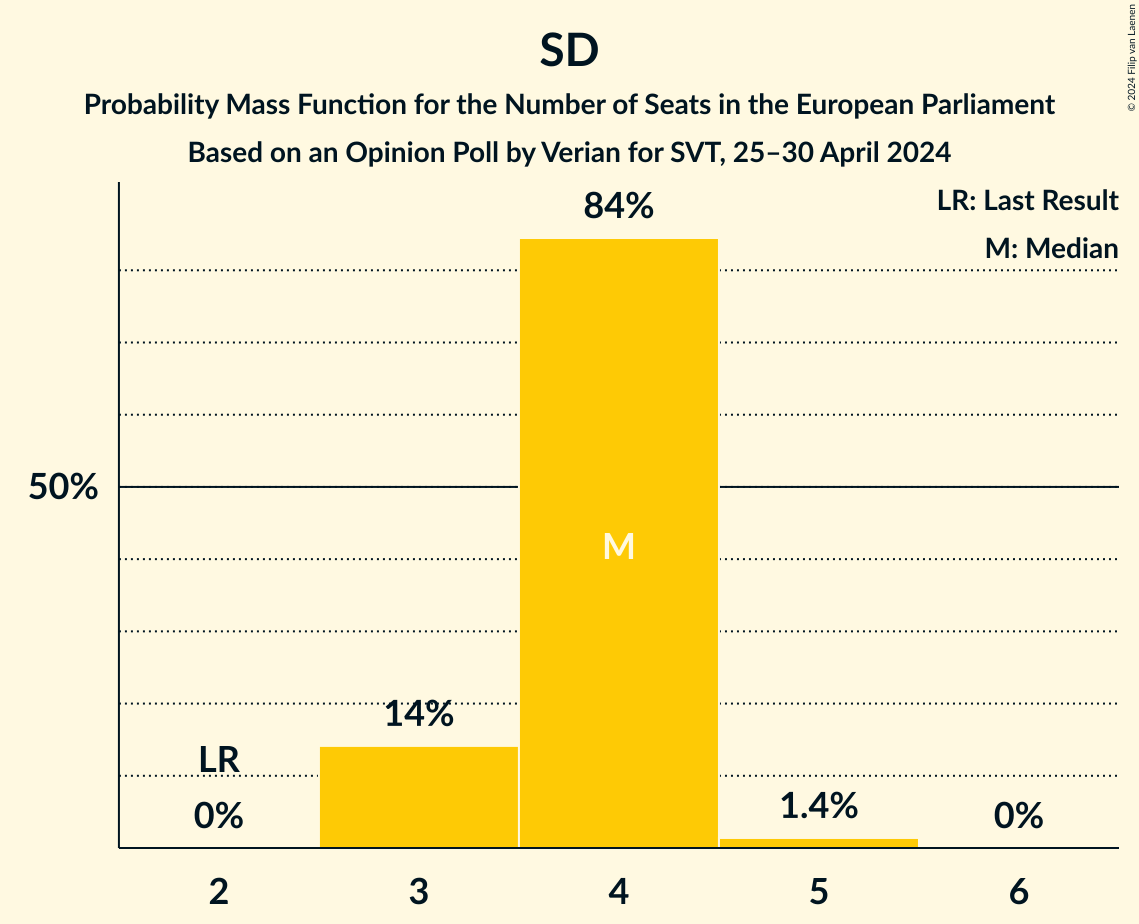 SD
Probability Mass Function for the Number of Seats in the European Parliament
Based on an Opinion Poll by Verian for SVT, 25–30 April 2024
© 2024 Filip van Laenen
LR: Last Result
M: Median
84%
50%
M
14%
LR
0%
1.4%
0%
2 3 4 5 6